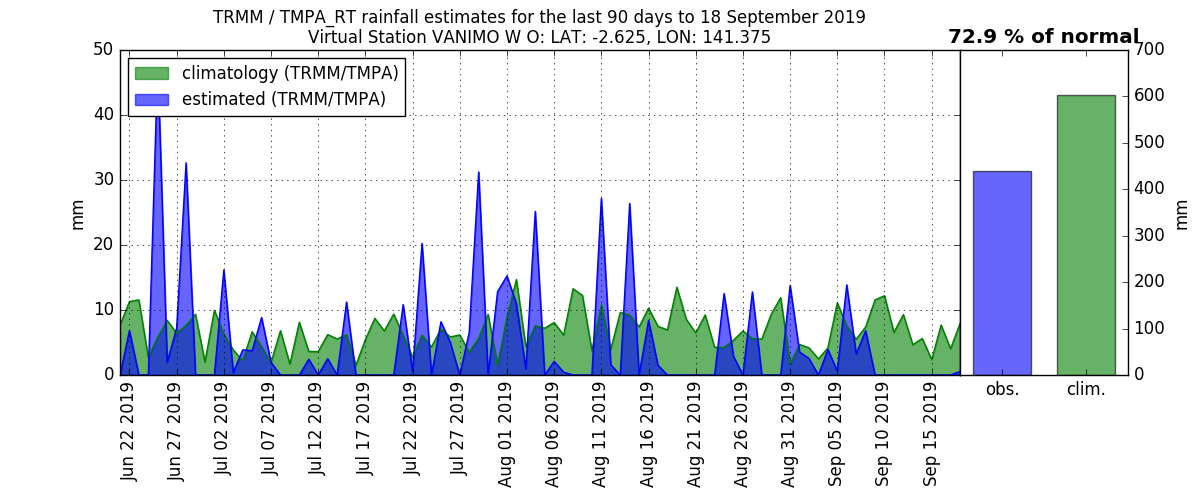 TRMM / TMPA_RT rainfall estimates for the last 90 days to 18 September 2019
Virtual Station VANIMO W O: LAT: -2.625, LON: 141.375
72.9 % of normal
climatology (TRMM/TMPA)
estimated (TRMM/TMPA)
50
40
30
20
10
0
mm
Jun 22 2019
Jun 27 2019
Jul 02 2019
Jul 07 2019
Jul 12 2019
Jul 17 2019
Jul 22 2019
Jul 27 2019
Aug 01 2019
Aug 06 2019
Aug 11 2019
Aug 16 2019
Aug 21 2019
Aug 26 2019
Aug 31 2019
Sep 05 2019
Sep 10 2019
Sep 15 2019
obs.
clim.
700
600
500
400
300
200
100
0
mm